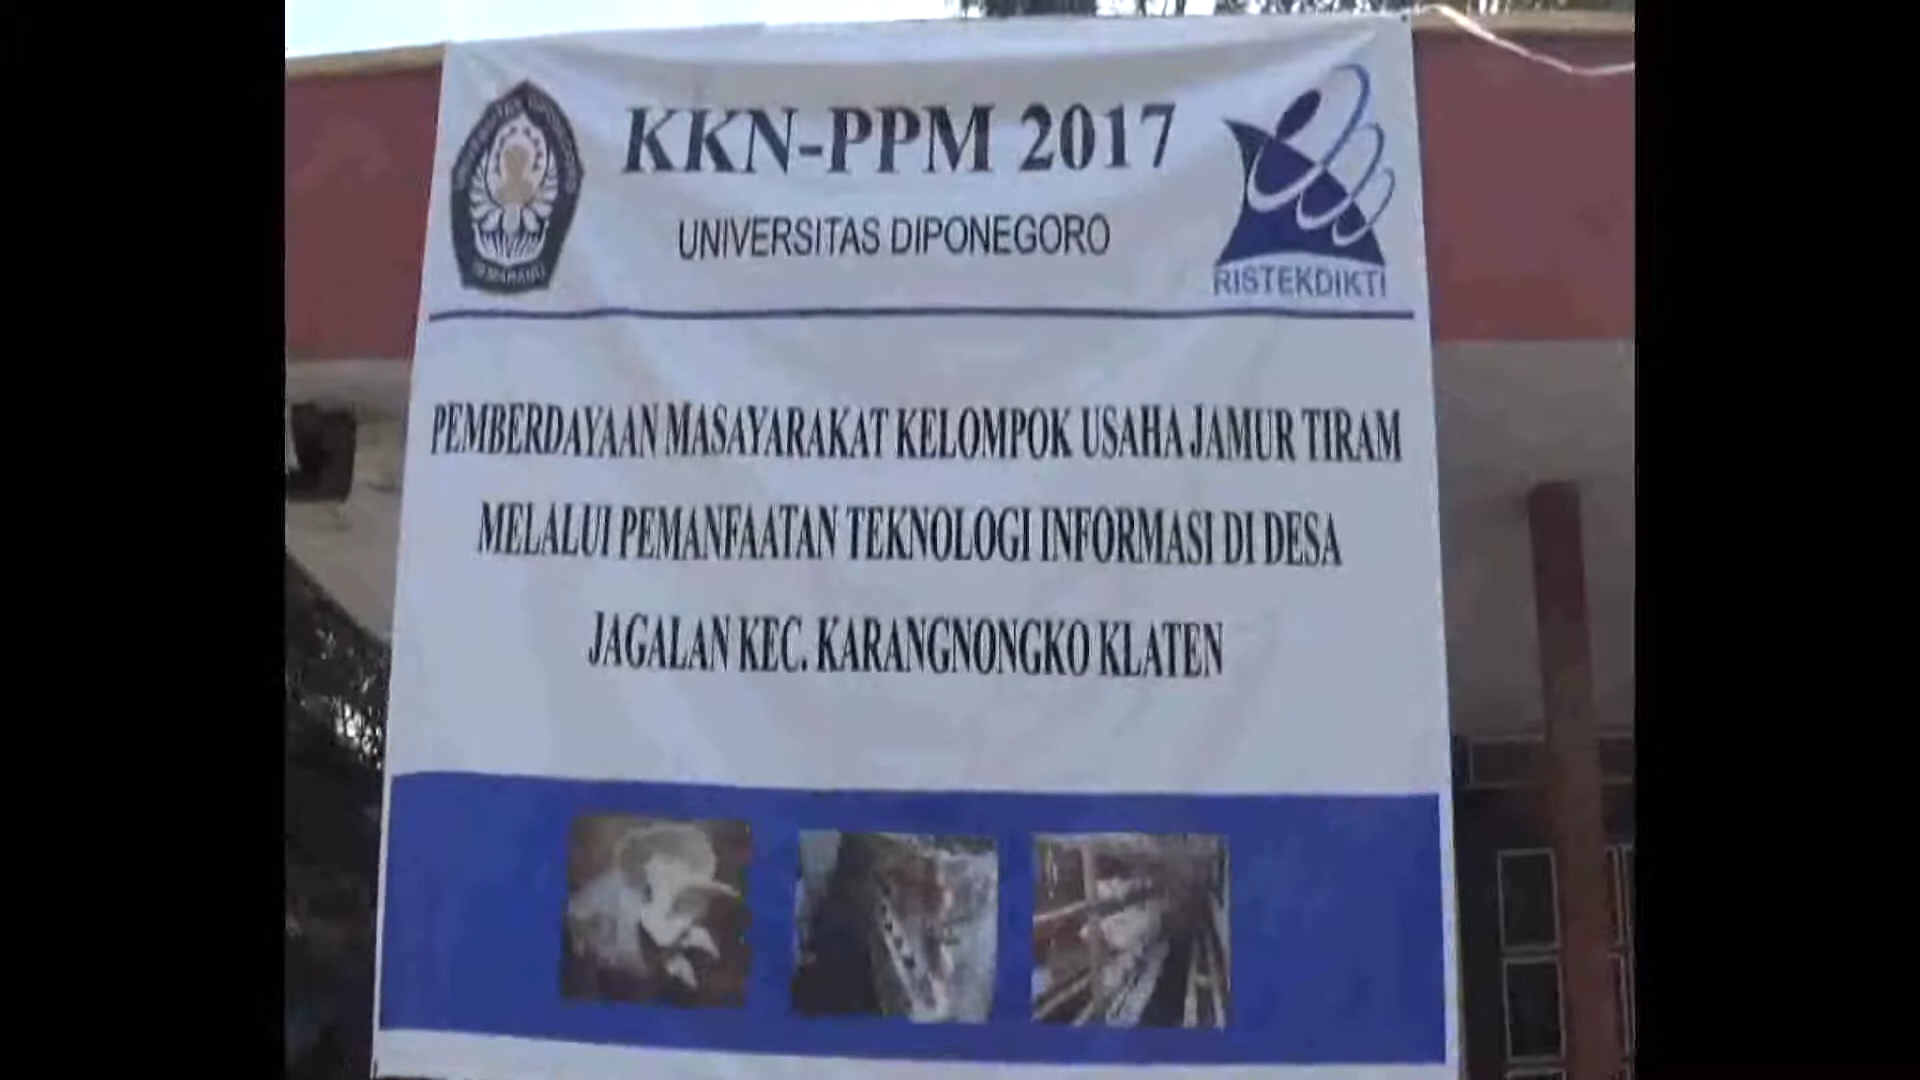 KKN-PPM 2017
UNIVERSITAS DIPONEGORO
RISTEKDIKTI
PEMBERDAYAAN MASAYARAKAT KELOMPOK USAHA JAMUR TIRAM
MELALUI PEMANFAATAN TEKNOLOGI INFORMASI DI DESA
JAGALAN KEC. KARANGNONGKO KLATEN